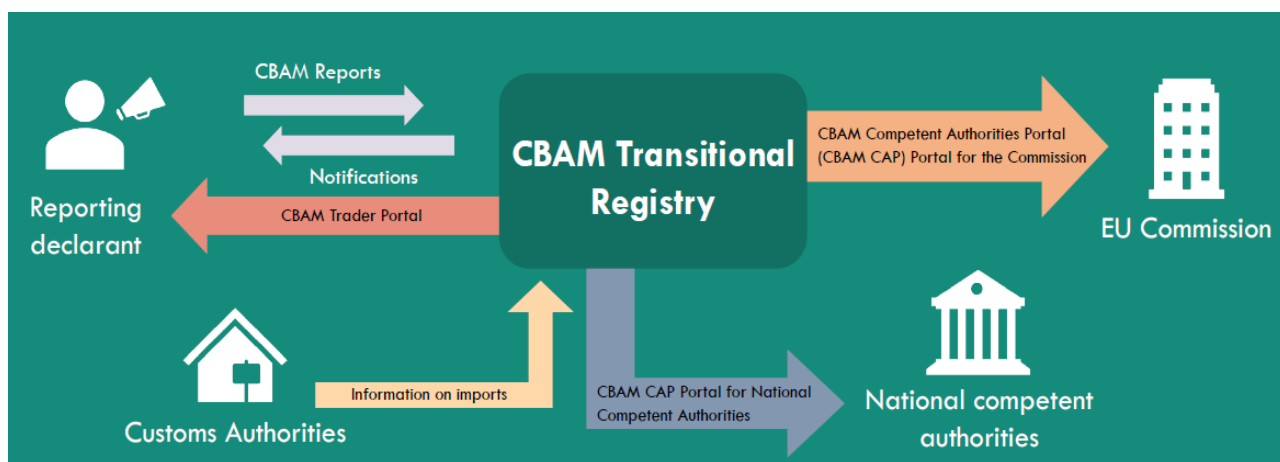 CBAM Reports
Notifications
CBAM Trader Portal
Reporting
declarant
CBAM Transitional
Registry
CBAM Competent Authorities Portal
(CBAM CAP) Portal for the Commission
EU Commission
Customs Authorities
Information on imports
CBAM CAP Portal for National
Competent Authorities
National competent
authorities